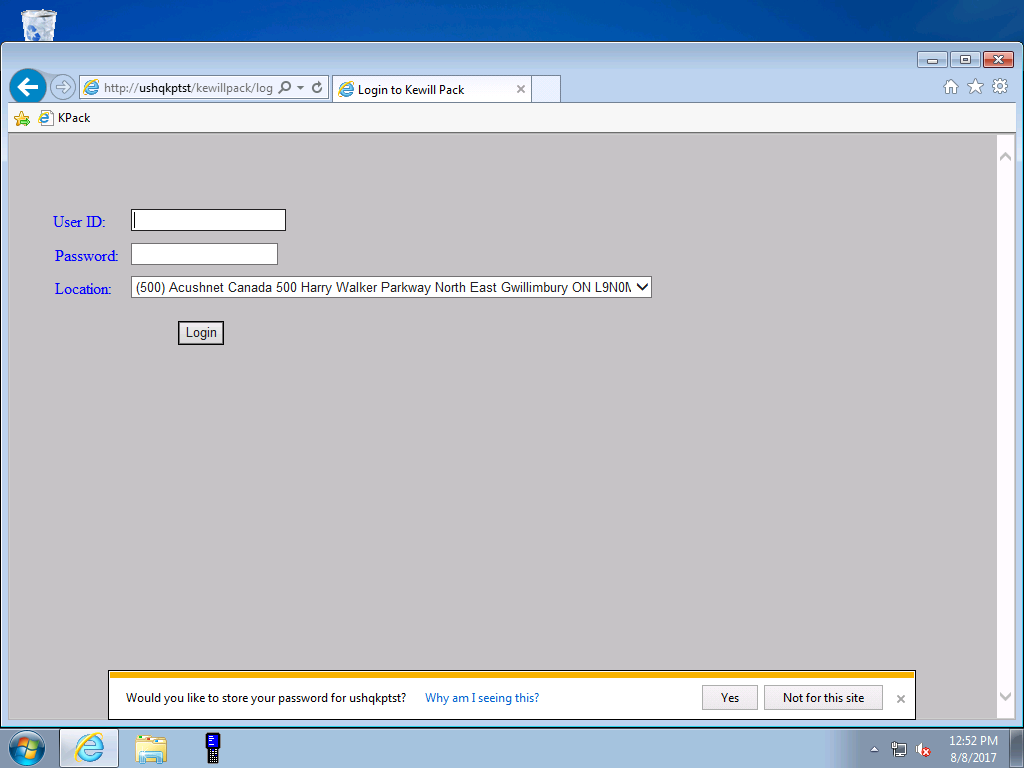 http://ushqkptst/kewillpack/log
Login to Kewill Pack
KPack
User ID:
Password:
Location: (500) Acushnet Canada 500 Harry Walker Parkway North East Gwillimbury ON L9N0M
Login
Would you like to store your password for ushqkptst? Why am I seeing this? Yes Not for this site
12:52 PM
8/8/2017